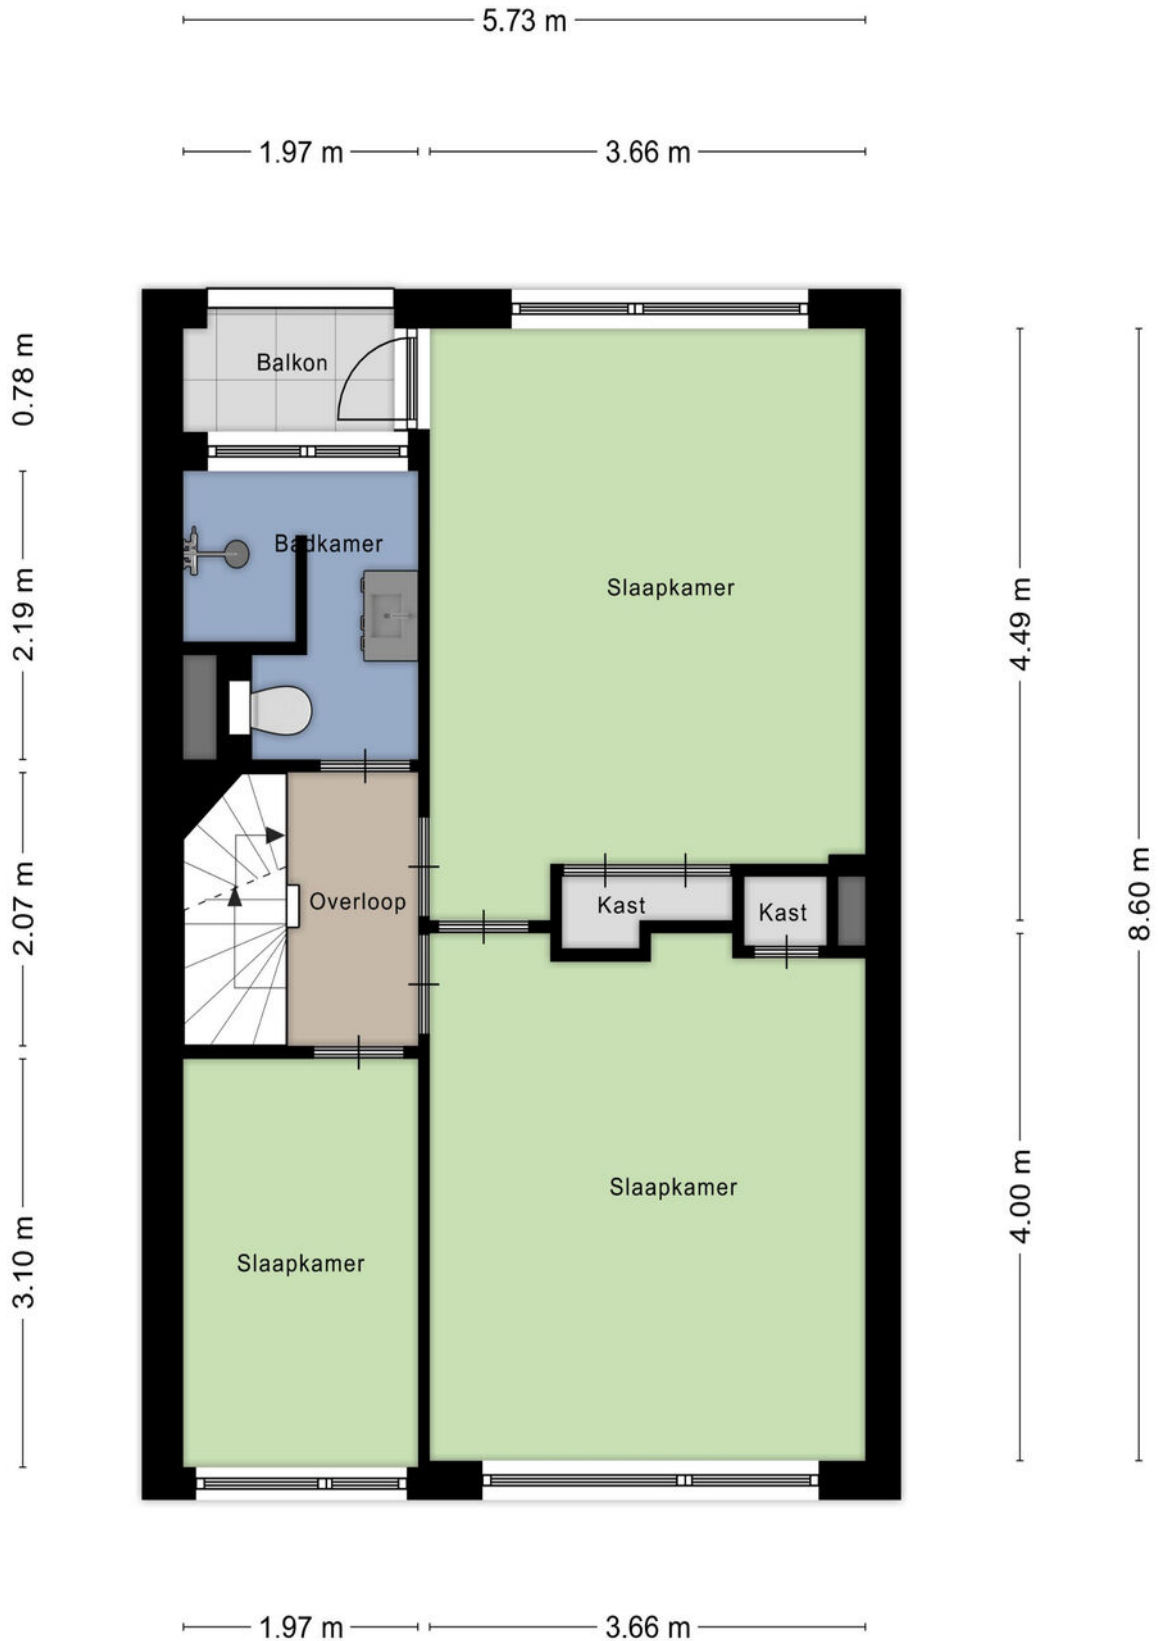 5.73 m
1.97 m
3.66 m
0.78 m
Balkon
Badkamer
2.19 m
Slaapkamer
4.49 m
2.07 m
Overloop
Kast
Kast
8.60 m
Slaapkamer
4.00 m
3.10 m
Slaapkamer
1.97 m
3.66 m